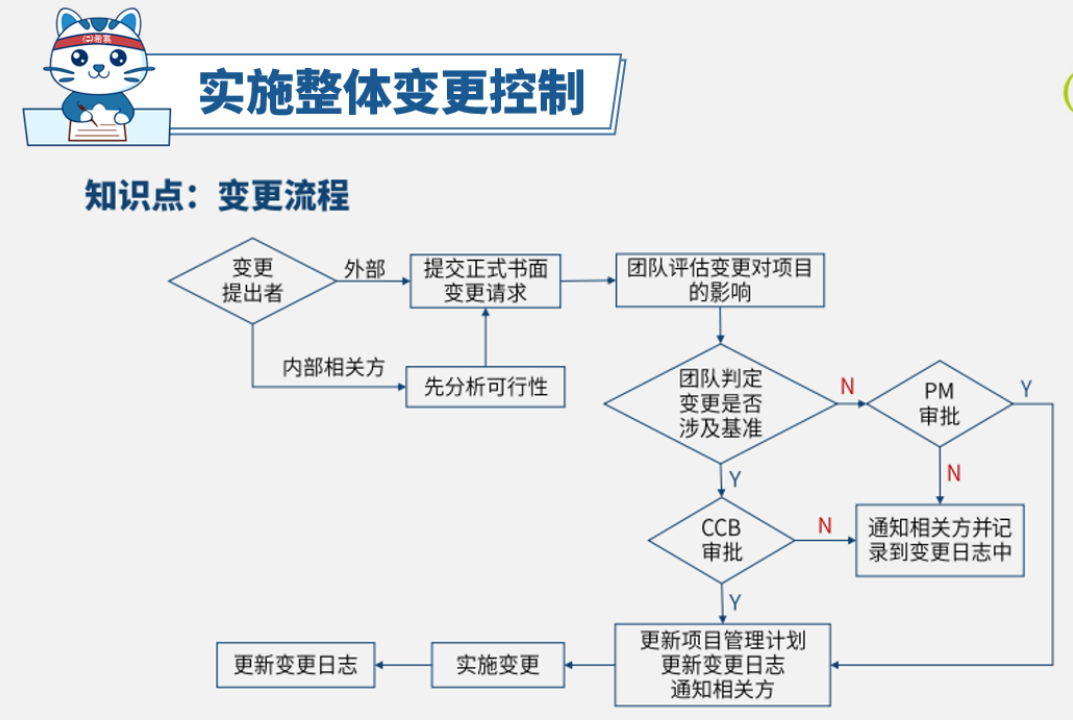 希赛
实施整体变更控制
知识点：变更流程
变更
提出者
外部
提交正式书面
变更请求
团队评估变更对项目
的影响
内部相关方
先分析可行性
团队判定
变更是否
涉及基准
N
PM
审批
Y
N
Y
CCB
审批
N
通知相关方并记
录到变更日志中
Y
更新项目管理计划
更新变更日志
通知相关方
实施变更
更新变更日志